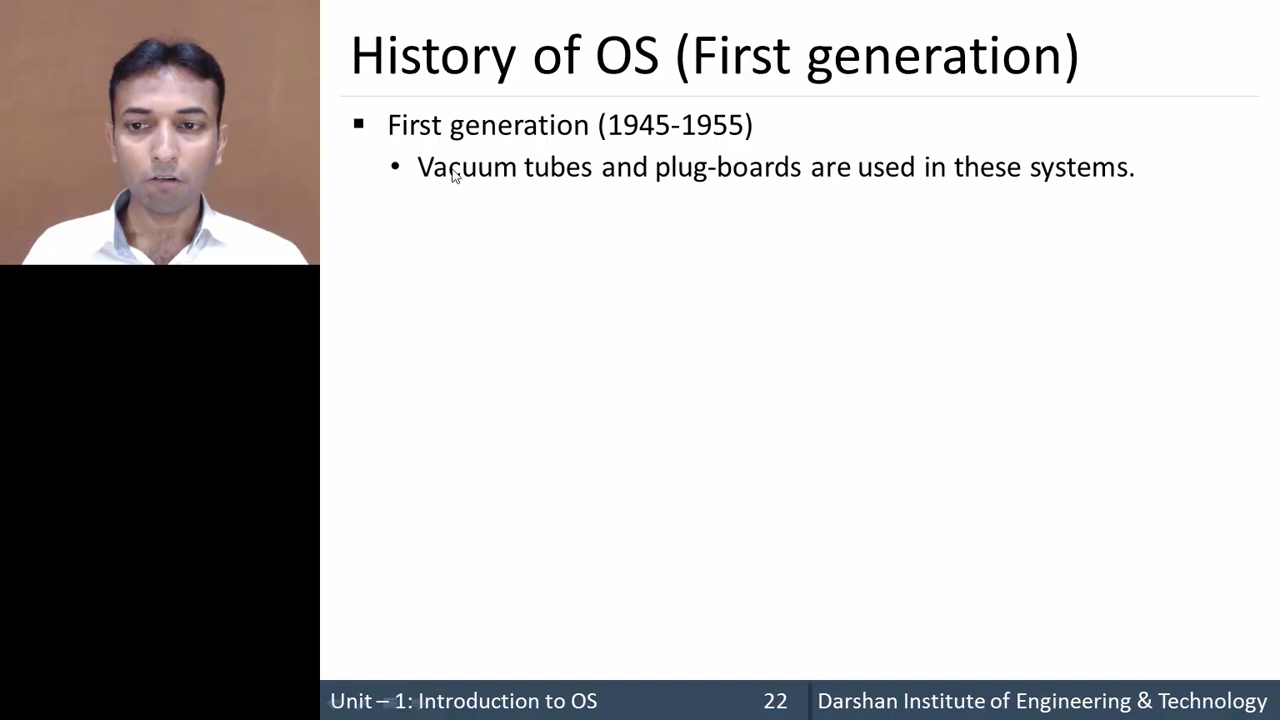 History of OS (First generation)
First generation (1945-1955)
Vacuum tubes and plug-boards are used in these systems.
Unit – 1: Introduction to OS 22 Darshan Institute of Engineering & Technology